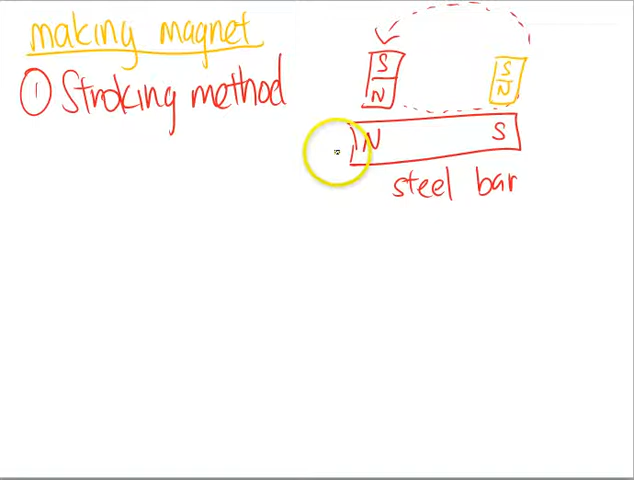 making magnet
① Stroking method
S
N
S
N
N S
steel bar